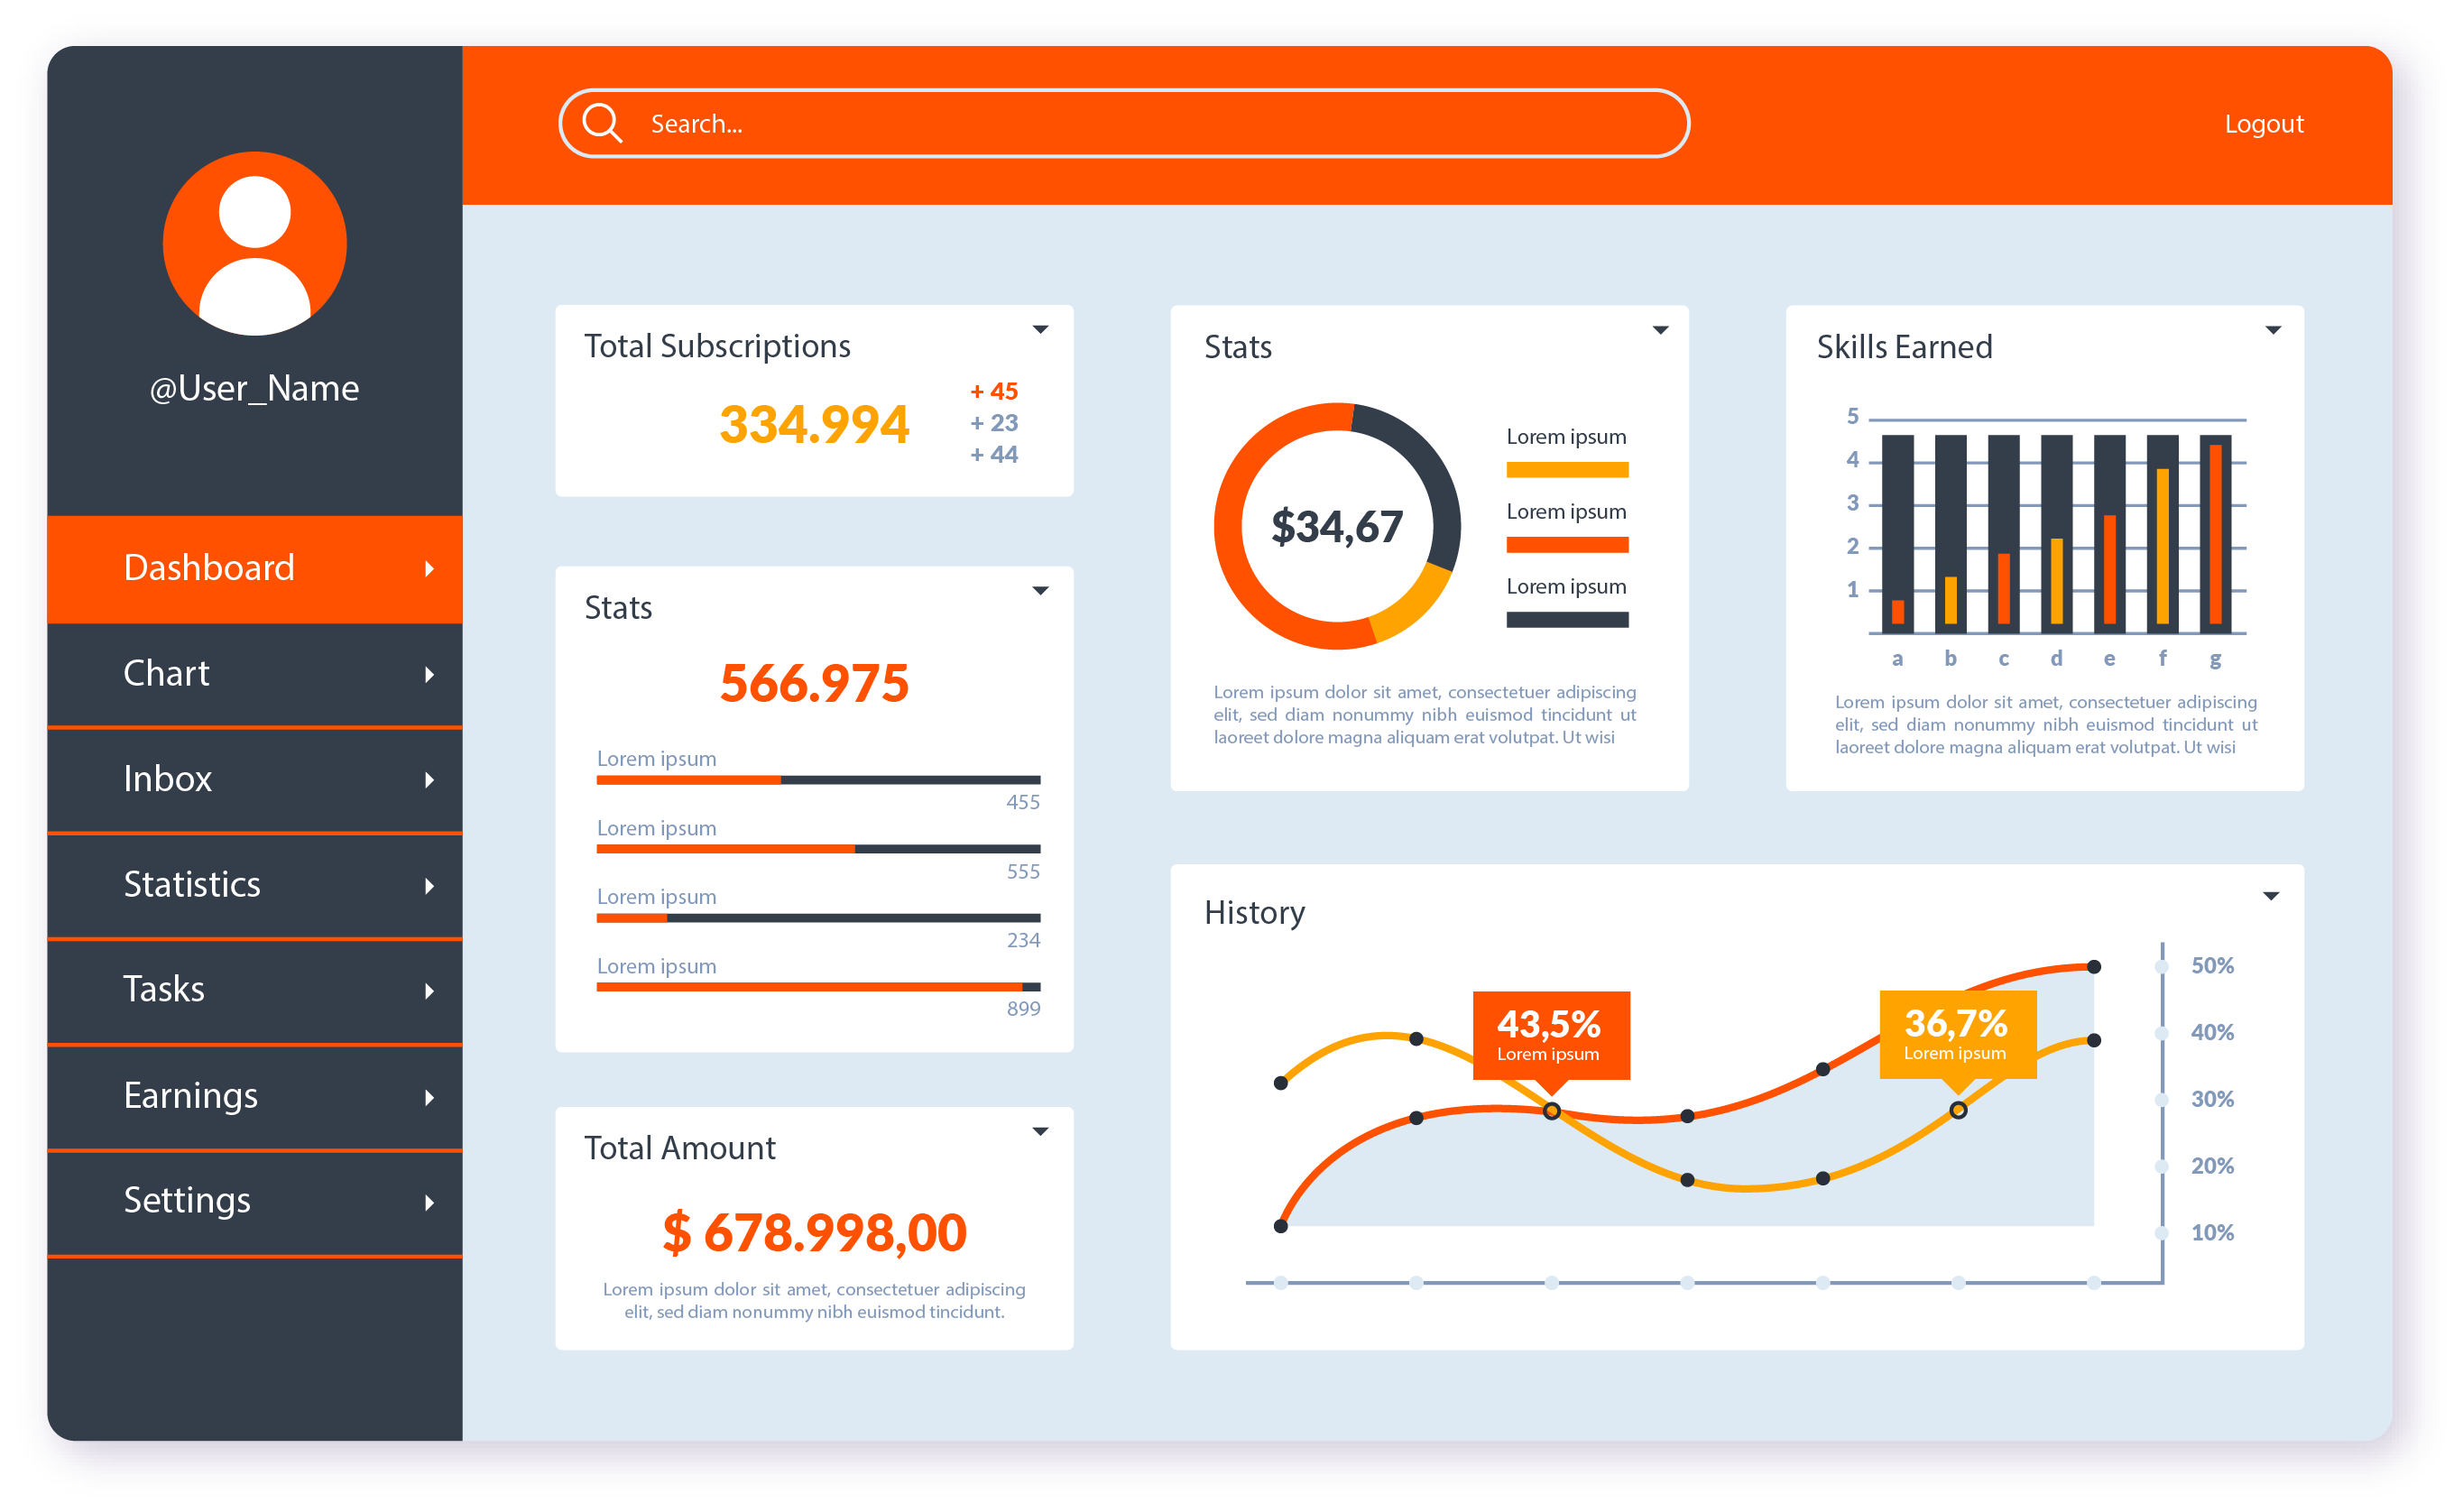 @User_Name
Dashboard
Chart
Inbox
Statistics
Tasks
Earnings
Settings
Search...
Logout
Total Subscriptions
334.994
+ 45
+ 23
+ 44
Stats
566.975
Lorem ipsum
455
Lorem ipsum
555
Lorem ipsum
234
Lorem ipsum
899
Total Amount
$ 678.998,00
Lorem ipsum dolor sit amet, consectetuer adipiscing
elit, sed diam nonummy nibh euismod tincidunt.
Stats
$34,67
Lorem ipsum
Lorem ipsum
Lorem ipsum
Lorem ipsum dolor sit amet, consectetuer adipiscing
elit, sed diam nonummy nibh euismod tincidunt ut
laoreet dolore magna aliquam erat volutpat. Ut wisi
Skills Earned
5
4
3
2
1
a b c d e f g
Lorem ipsum dolor sit amet, consectetuer adipiscing
elit, sed diam nonummy nibh euismod tincidunt ut
laoreet dolore magna aliquam erat volutpat. Ut wisi
History
43,5%
Lorem ipsum
36,7%
Lorem ipsum
50%
40%
30%
20%
10%